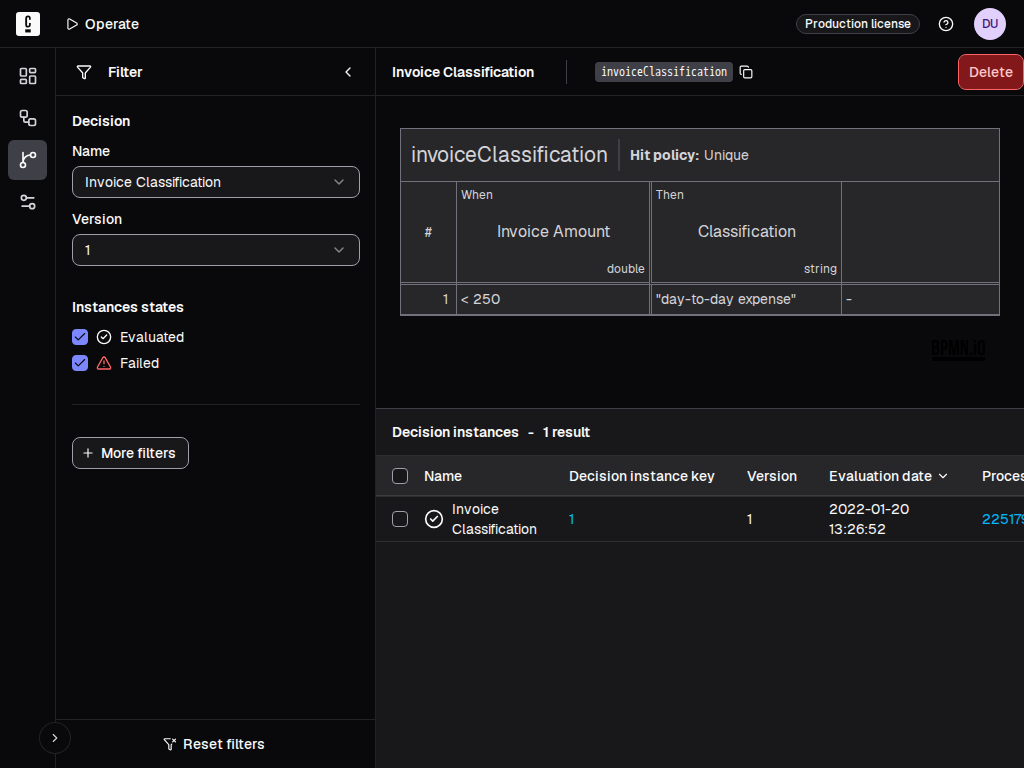 Operate
Production license
DU
Filter
Invoice Classification
invoiceClassification
Delete
Decision
Name
Invoice Classification
Version
1
Instances states
Evaluated
Failed
More filters
Reset filters
invoiceClassification
Hit policy: Unique
#
When
Invoice Amount
double
Then
Classification
string
1
< 250
"day-to-day expense"
-
BPMN.iO
Decision instances - 1 result
Name
Decision instance key
Version
Evaluation date
Invoice
Classification
1
1
2022-01-20
13:26:52